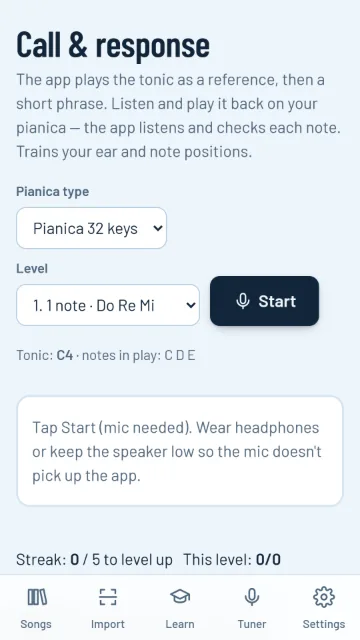 Call & response
The app plays the tonic as a reference, then a
short phrase. Listen and play it back on your
pianica — the app listens and checks each note.
Trains your ear and note positions.
Pianica type
Pianica 32 keys
Level
1. 1 note · Do Re Mi
Start
Tonic: C4 · notes in play: C D E
Tap Start (mic needed). Wear headphones
or keep the speaker low so the mic doesn't
pick up the app.
Streak: 0 / 5 to level up This level: 0/0
Songs Import Learn Tuner Settings